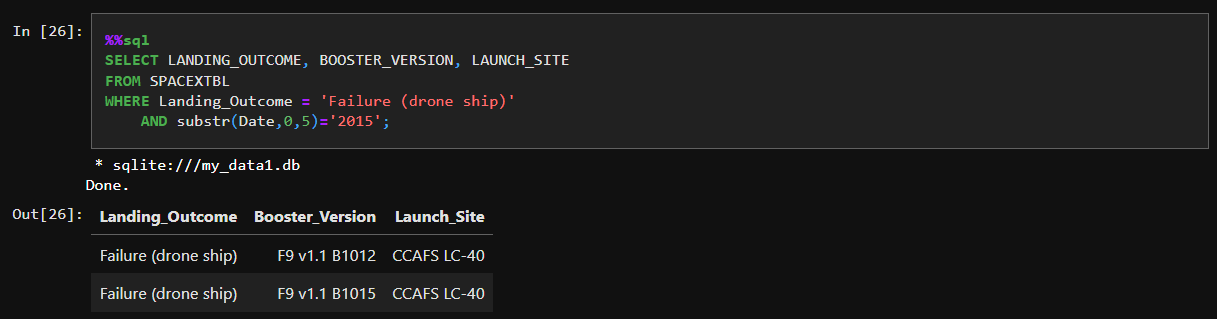 In [26]:
%%sql
SELECT LANDING_OUTCOME, BOOSTER_VERSION, LAUNCH_SITE
FROM SPACEXTBL
WHERE Landing_Outcome = 'Failure (drone ship)'
    AND substr(Date,0,5)='2015';
* sqlite:///my_data1.db
Done.
Out[26]:
Landing_Outcome Booster_Version Launch_Site
Failure (drone ship) F9 v1.1 B1012 CCAFS LC-40
Failure (drone ship) F9 v1.1 B1015 CCAFS LC-40